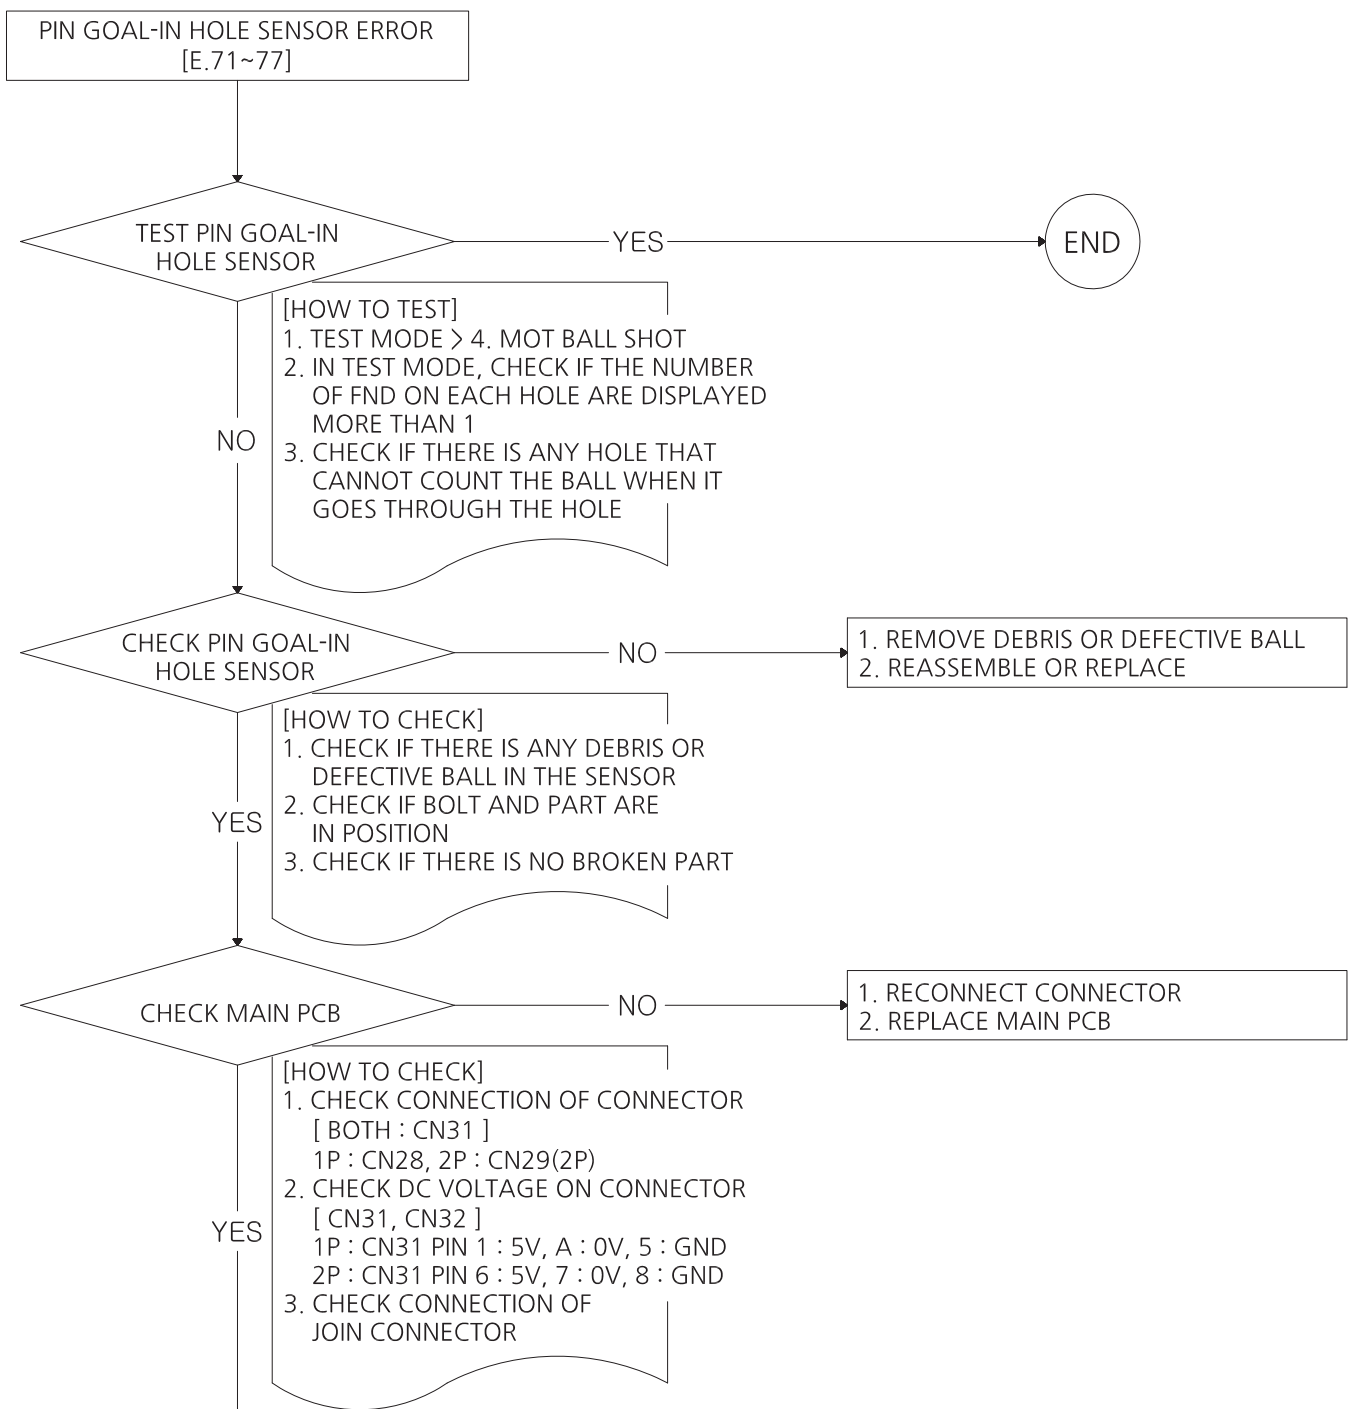 PIN GOAL-IN HOLE SENSOR ERROR
[E.71~77]
TEST PIN GOAL-IN
HOLE SENSOR
YES
END
[HOW TO TEST]
1. TEST MODE > 4. MOT BALL SHOT
2. IN TEST MODE, CHECK IF THE NUMBER
OF FND ON EACH HOLE ARE DISPLAYED
MORE THAN 1
3. CHECK IF THERE IS ANY HOLE THAT
CANNOT COUNT THE BALL WHEN IT
GOES THROUGH THE HOLE
NO
CHECK PIN GOAL-IN
HOLE SENSOR
NO
1. REMOVE DEBRIS OR DEFECTIVE BALL
2. REASSEMBLE OR REPLACE
[HOW TO CHECK]
1. CHECK IF THERE IS ANY DEBRIS OR
DEFECTIVE BALL IN THE SENSOR
2. CHECK IF BOLT AND PART ARE
IN POSITION
3. CHECK IF THERE IS NO BROKEN PART
YES
CHECK MAIN PCB
NO
1. RECONNECT CONNECTOR
2. REPLACE MAIN PCB
[HOW TO CHECK]
1. CHECK CONNECTION OF CONNECTOR
[ BOTH : CN31 ]
1P : CN28, 2P : CN29(2P)
2. CHECK DC VOLTAGE ON CONNECTOR
[ CN31, CN32 ]
1P : CN31 PIN 1 : 5V, A : 0V, 5 : GND
2P : CN31 PIN 6 : 5V, 7 : 0V, 8 : GND
3. CHECK CONNECTION OF
JOIN CONNECTOR
YES